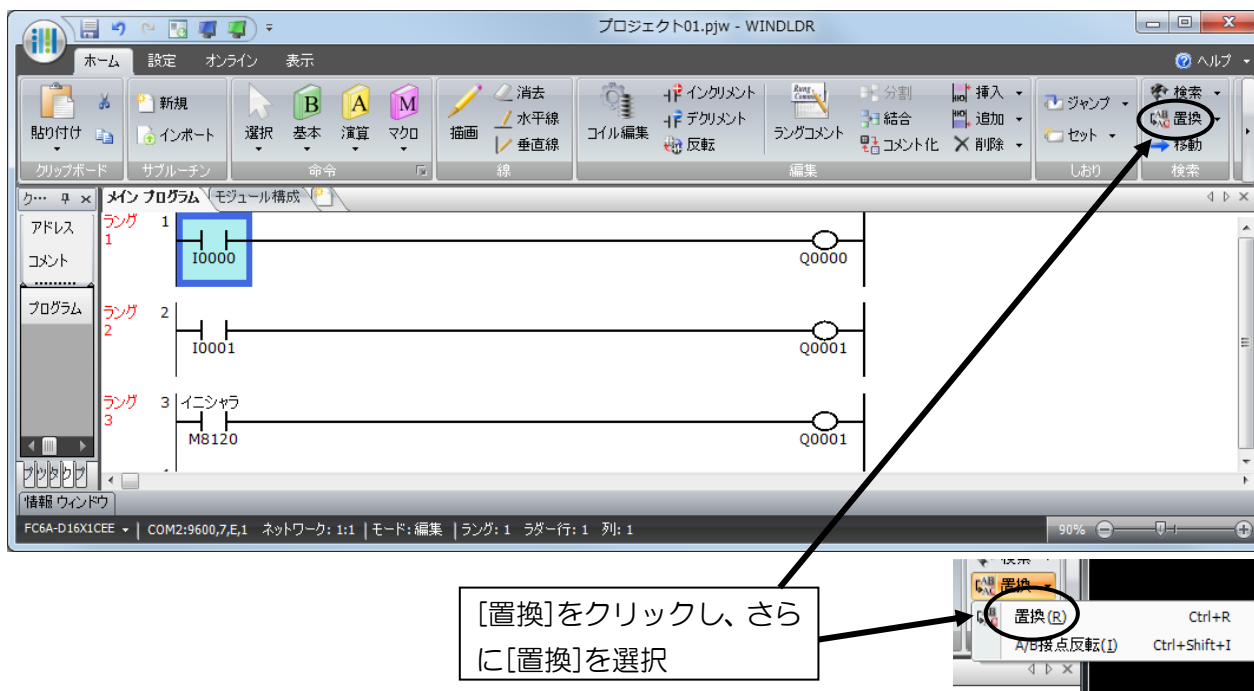 プロジェクト01.pjw - WINDLDR
ホーム 設定 オンライン 表示 ヘルプ
貼り付け 新規 インポート 選択 基本 演算 マクロ 描画 消去 水平線 垂直線 コイル編集 インクリメント デクリメント 反転 Rung Comment ラングコメント 分割 結合 コメント化 挿入 追加 削除 ジャンプ セット 検索 置換 移動
クリップボード サブルーチン 命令 線 編集 しおり 検索
ク… メイン プログラム モジュール構成
アドレス
コメント
プログラム
ラング 1
1
I0000 Q0000
ラング 2
2
I0001 Q0001
ラング 3 イニシャラ
3
M8120 Q0001
情報 ウィンドウ
FC6A-D16X1CEE COM2:9600,7,E,1 ネットワーク: 1:1 モード: 編集 ラング: 1 ラダー行: 1 列: 1 90%
[置換]をクリックし、さら
に[置換]を選択
検索
置換
置換(R) Ctrl+R
A/B接点反転(I) Ctrl+Shift+I